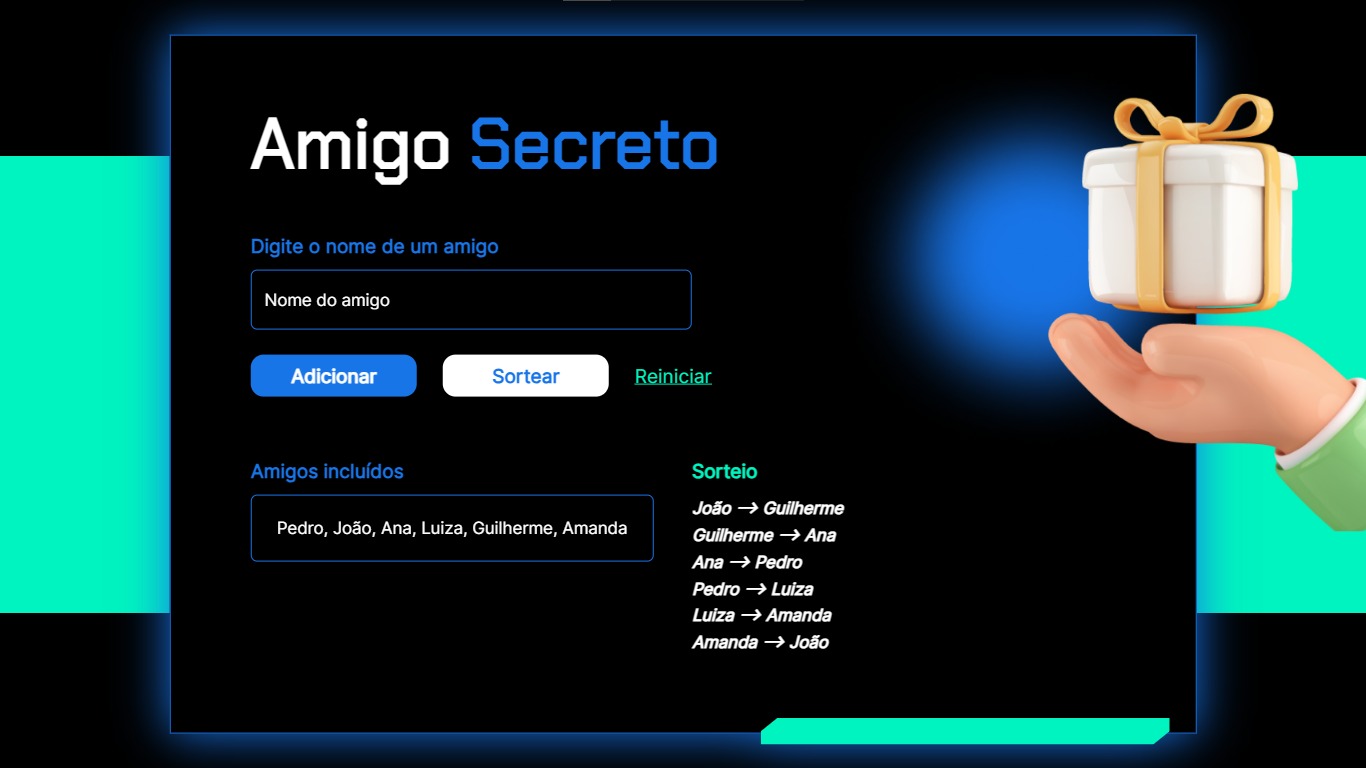 Amigo Secreto
Digite o nome de um amigo
Nome do amigo
Adicionar Sortear Reiniciar
Amigos incluídos
Pedro, João, Ana, Luiza, Guilherme, Amanda
Sorteio
João → Guilherme
Guilherme → Ana
Ana → Pedro
Pedro → Luiza
Luiza → Amanda
Amanda → João